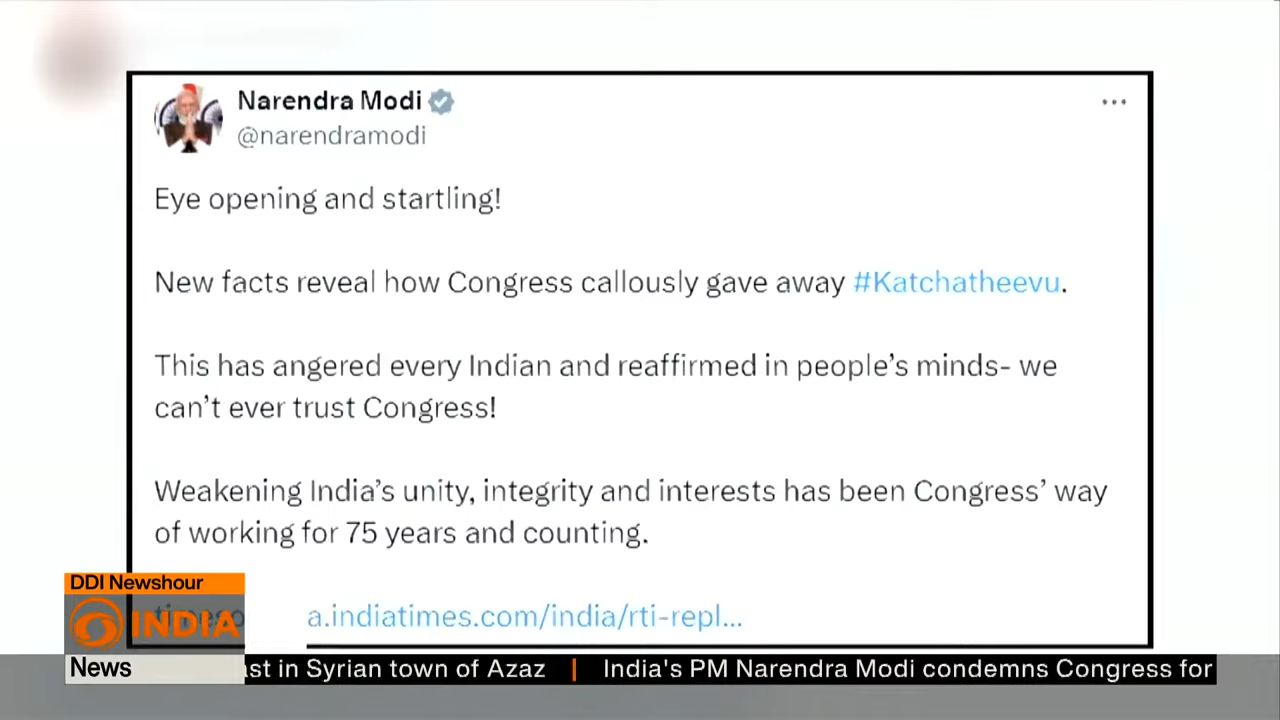 Narendra Modi
@narendramodi
Eye opening and startling!
New facts reveal how Congress callously gave away #Katchatheevu.
This has angered every Indian and reaffirmed in people's minds- we
can't ever trust Congress!
Weakening India's unity, integrity and interests has been Congress' way
of working for 75 years and counting.
a.indiatimes.com/india/rti-repl...
DDI Newshour
INDIA
News
in Syrian town of Azaz | India's PM Narendra Modi condemns Congress for